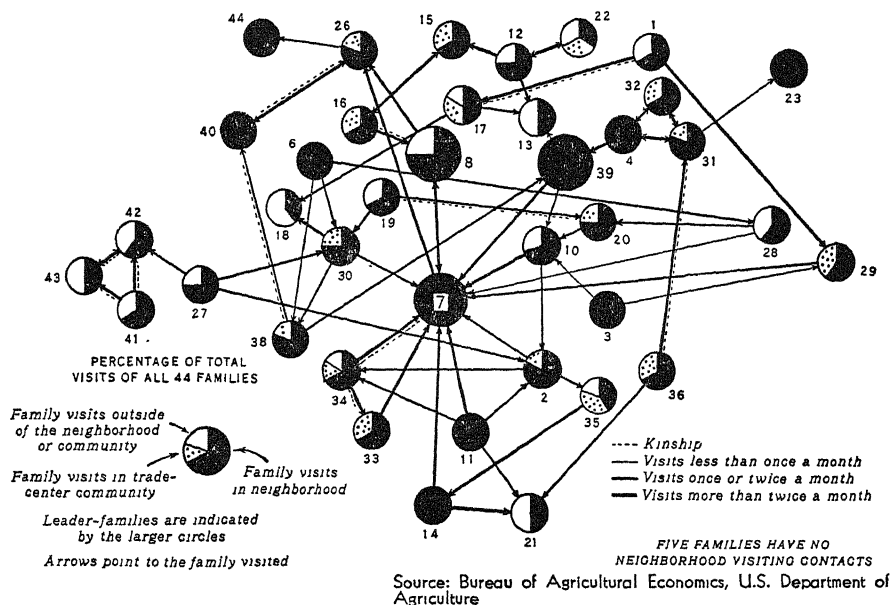 44
26
15
12
22
1
32
23
16
17
13
4
31
40
6
8
39
18
19
20
28
42
30
10
29
43
27
7
3
41
38
PERCENTAGE OF TOTAL
VISITS OF ALL 44 FAMILIES
34
2
36
35
33
11
14
21
Family visits outside
of the neighborhood
or community
Family visits in trade-
center community
Family visits
in neighborhood
Leader-families are indicated
by the larger circles
Arrows point to the family visited
Kinship
Visits less than once a month
Visits once or twice a month
Visits more than twice a month
FIVE FAMILIES HAVE NO
NEIGHBORHOOD VISITING CONTACTS
Source: Bureau of Agricultural Economics, U.S. Department of
Agriculture